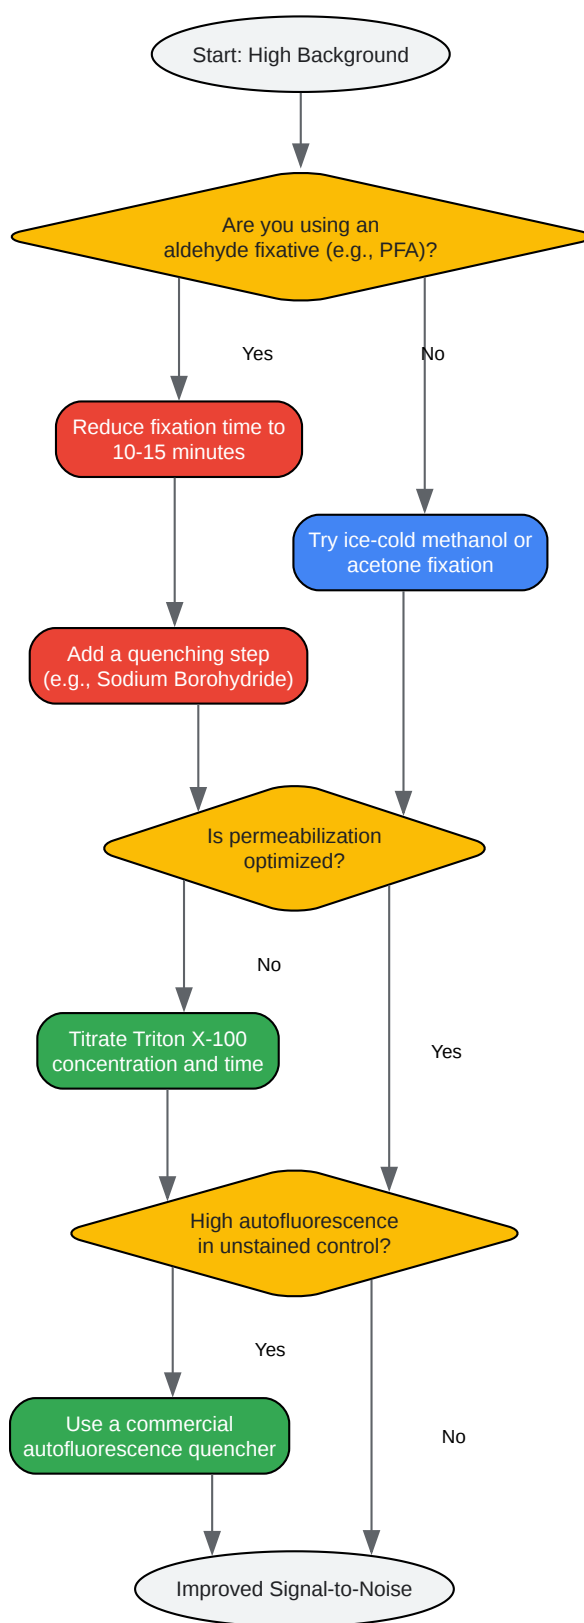 Start: High Background
Are you using an
aldehyde fixative (e.g., PFA)?
Yes
No
Reduce fixation time to
10-15 minutes
Try ice-cold methanol or
acetone fixation
Add a quenching step
(e.g., Sodium Borohydride)
Is permeabilization
optimized?
No
Titrate Triton X-100
concentration and time
Yes
High autofluorescence
in unstained control?
Yes
Use a commercial
autofluorescence quencher
No
Improved Signal-to-Noise